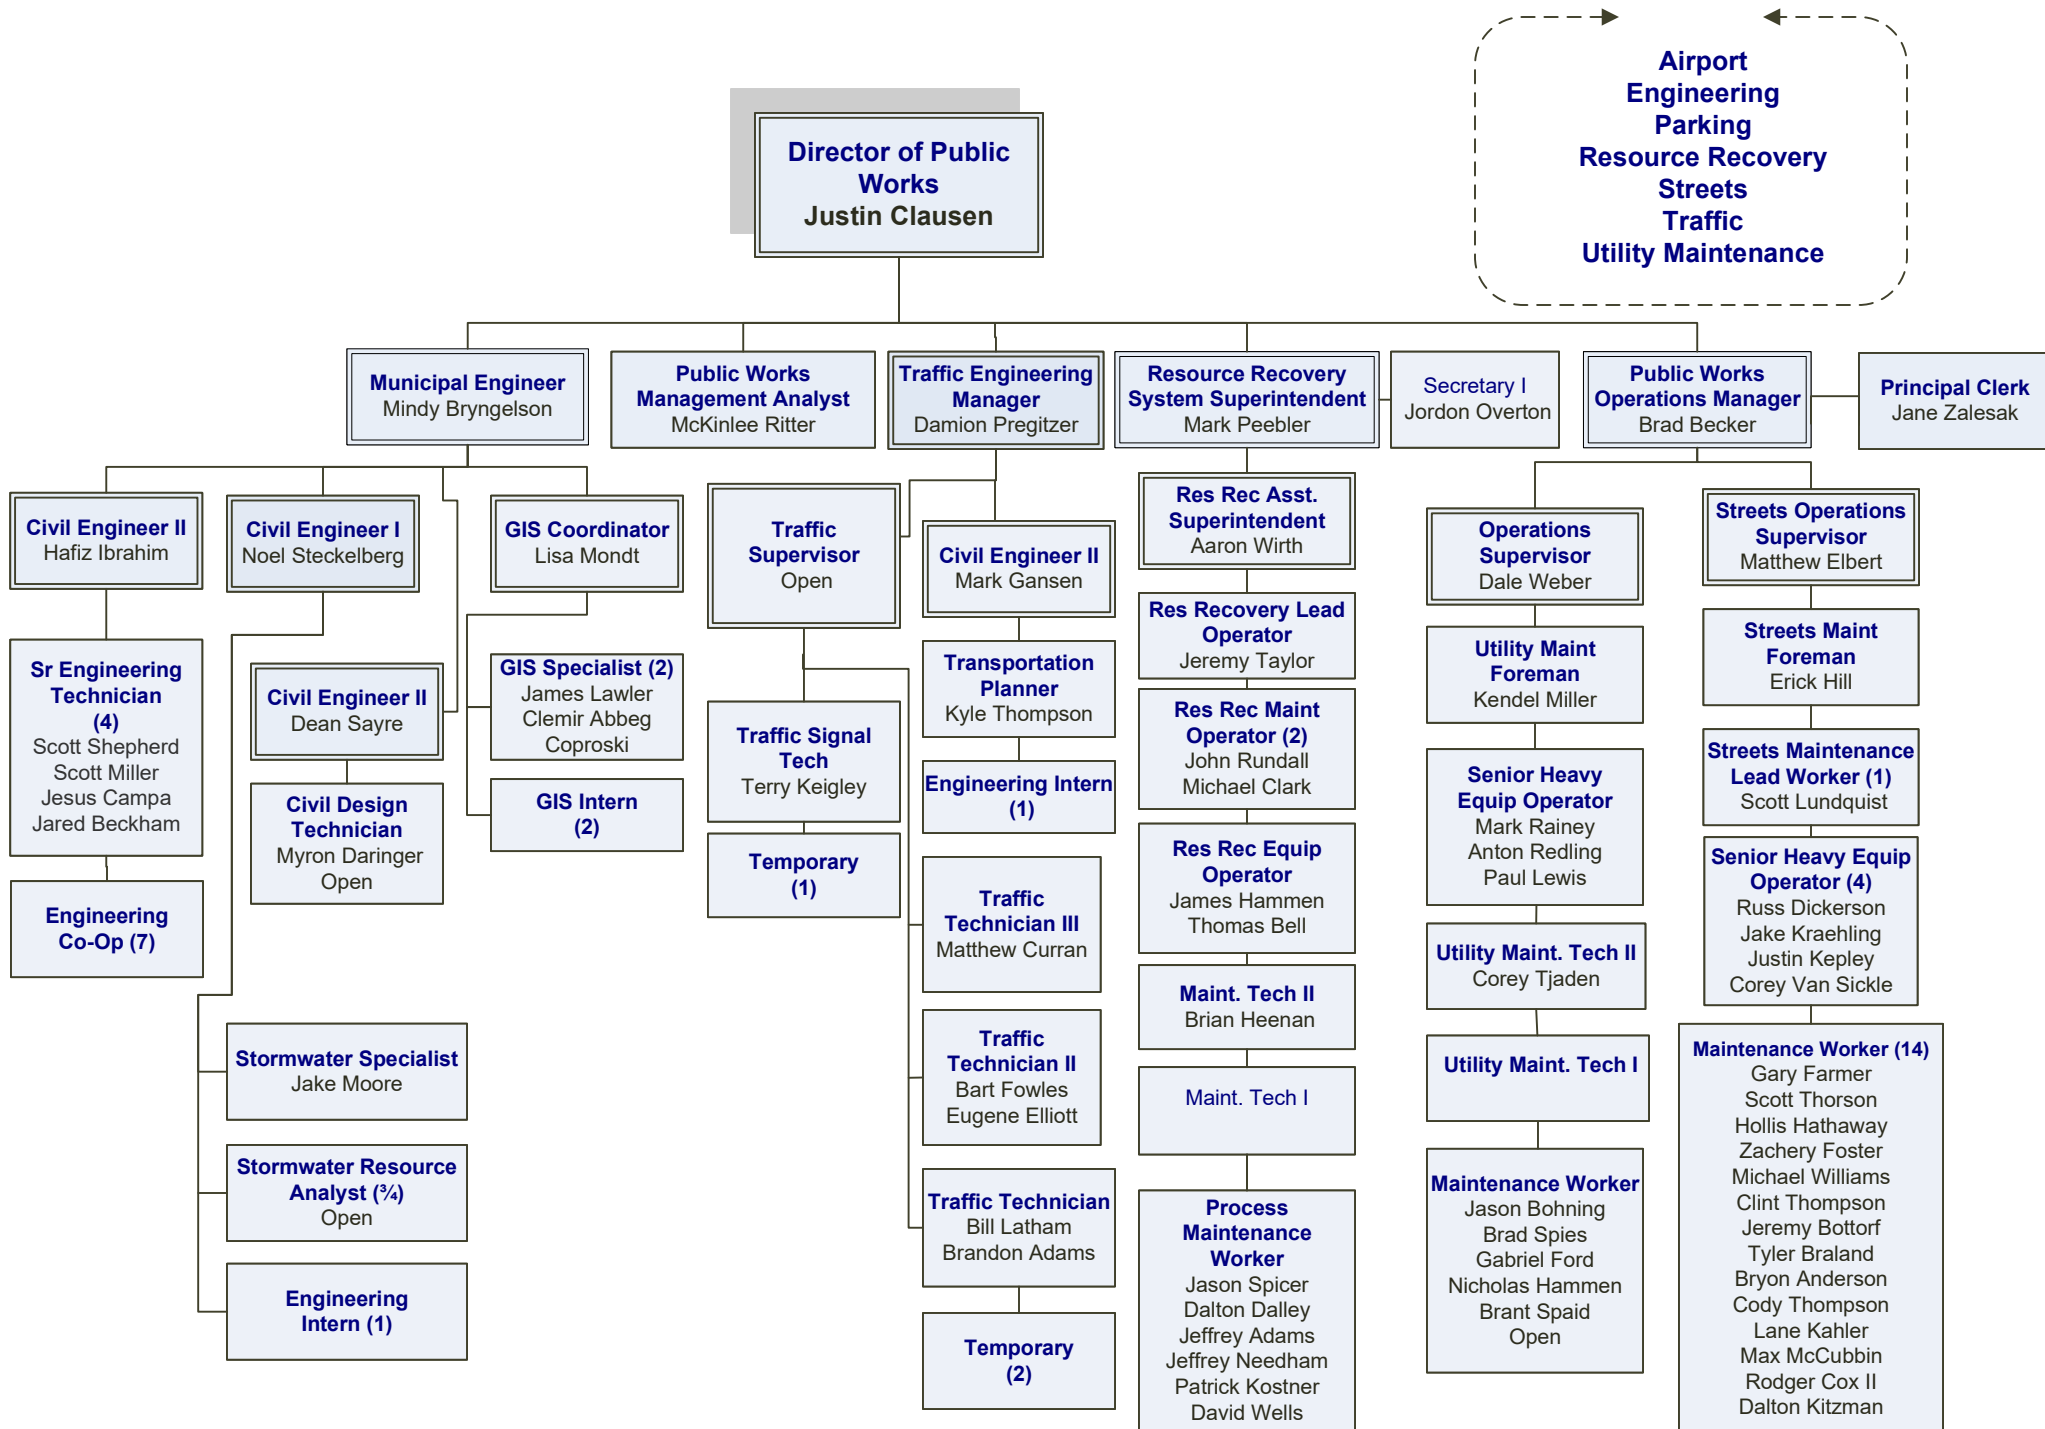 Airport
Engineering
Parking
Resource Recovery
Streets
Traffic
Utility Maintenance
Director of Public
Works
Justin Clausen
Municipal Engineer
Mindy Bryngelson
Public Works
Management Analyst
McKinlee Ritter
Traffic Engineering
Manager
Damion Pregitzer
Resource Recovery
System Superintendent
Mark Peebler
Secretary I
Jordon Overton
Public Works
Operations Manager
Brad Becker
Principal Clerk
Jane Zalesak
Civil Engineer II
Hafiz Ibrahim
Sr Engineering
Technician
(4)
Scott Shepherd
Scott Miller
Jesus Campa
Jared Beckham
Engineering
Co-Op (7)
Civil Engineer I
Noel Steckelberg
Stormwater Specialist
Jake Moore
Stormwater Resource
Analyst (¾)
Open
Engineering
Intern (1)
Civil Engineer II
Dean Sayre
Civil Design
Technician
Myron Daringer
Open
GIS Coordinator
Lisa Mondt
GIS Specialist (2)
James Lawler
Clemir Abbeg
Coproski
GIS Intern
(2)
Traffic
Supervisor
Open
Traffic Signal
Tech
Terry Keigley
Temporary
(1)
Civil Engineer II
Mark Gansen
Transportation
Planner
Kyle Thompson
Engineering Intern
(1)
Traffic
Technician III
Matthew Curran
Traffic
Technician II
Bart Fowles
Eugene Elliott
Traffic Technician
Bill Latham
Brandon Adams
Temporary
(2)
Res Rec Asst.
Superintendent
Aaron Wirth
Res Recovery Lead
Operator
Jeremy Taylor
Res Rec Maint
Operator (2)
John Rundall
Michael Clark
Res Rec Equip
Operator
James Hammen
Thomas Bell
Maint. Tech II
Brian Heenan
Maint. Tech I
Process
Maintenance
Worker
Jason Spicer
Dalton Dalley
Jeffrey Adams
Jeffrey Needham
Patrick Kostner
David Wells
Operations
Supervisor
Dale Weber
Utility Maint
Foreman
Kendel Miller
Senior Heavy
Equip Operator
Mark Rainey
Anton Redling
Paul Lewis
Utility Maint. Tech II
Corey Tjaden
Utility Maint. Tech I
Maintenance Worker
Jason Bohning
Brad Spies
Gabriel Ford
Nicholas Hammen
Brant Spaid
Open
Streets Operations
Supervisor
Matthew Elbert
Streets Maint
Foreman
Erick Hill
Streets Maintenance
Lead Worker (1)
Scott Lundquist
Senior Heavy Equip
Operator (4)
Russ Dickerson
Jake Kraehling
Justin Kepley
Corey Van Sickle
Maintenance Worker (14)
Gary Farmer
Scott Thorson
Hollis Hathaway
Zachery Foster
Michael Williams
Clint Thompson
Jeremy Bottorf
Tyler Braland
Bryon Anderson
Cody Thompson
Lane Kahler
Max McCubbin
Rodger Cox II
Dalton Kitzman